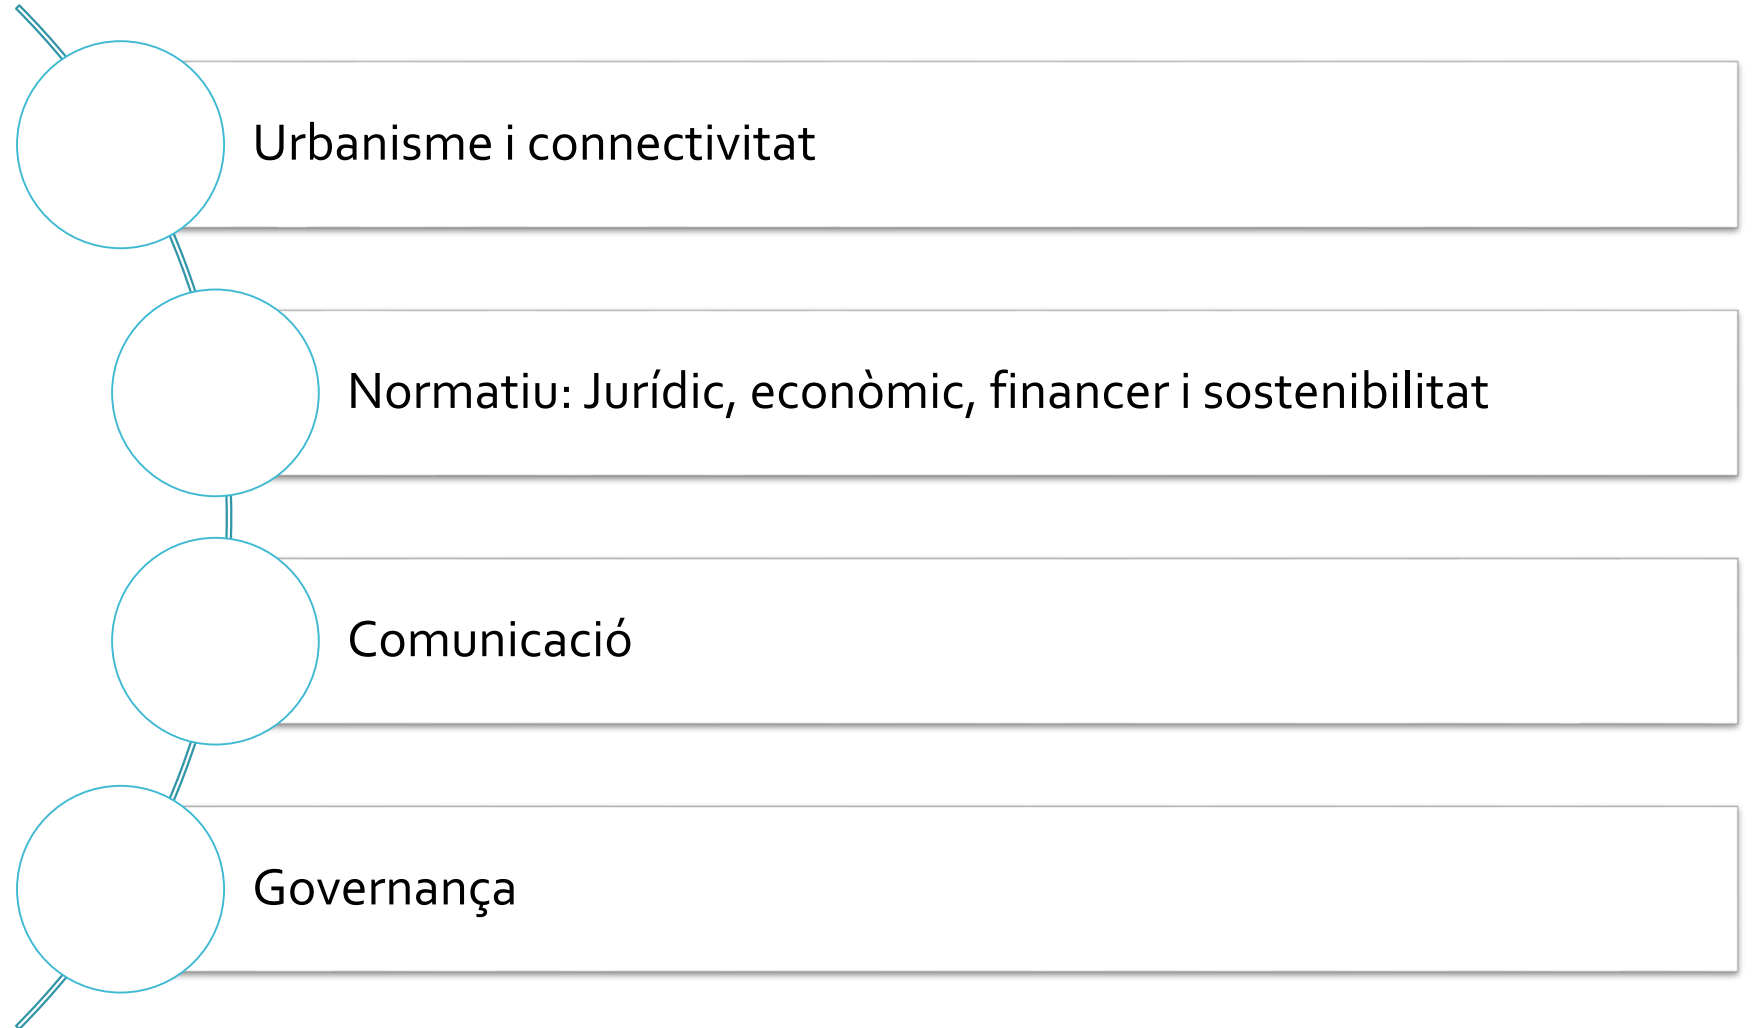 Urbanisme i connectivitat
Normatiu: Jurídic, econòmic, financer i sostenibilitat
Comunicació
Governança